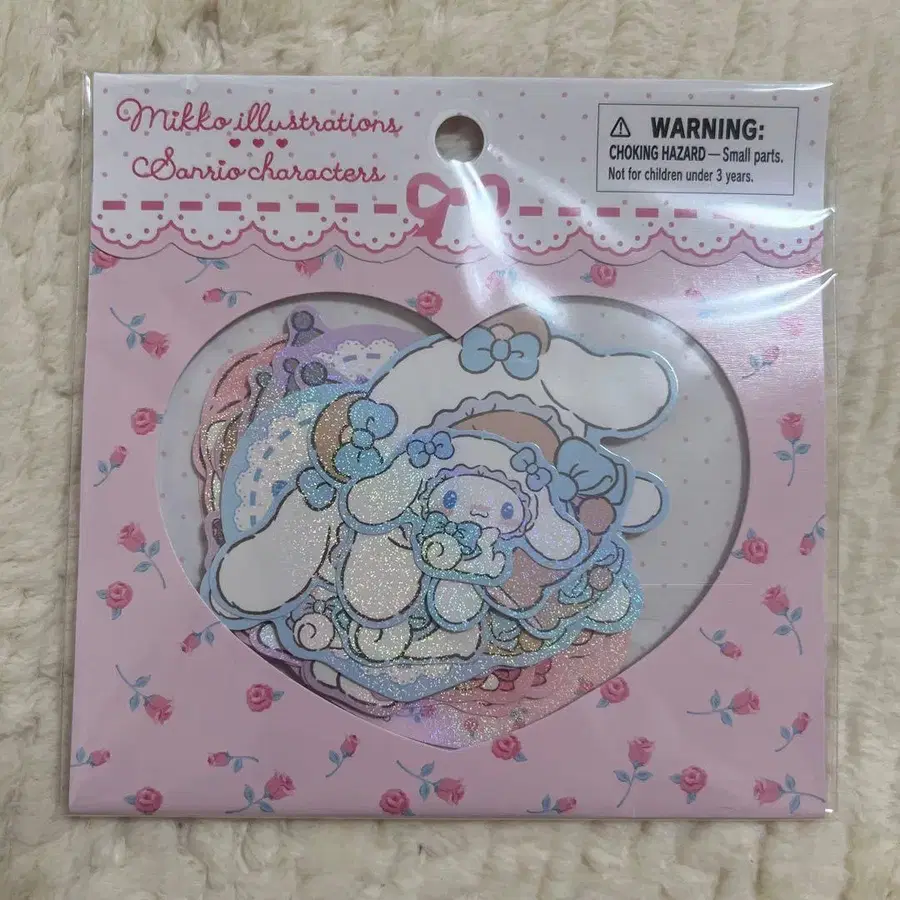 Mikko illustrations
Sanrio characters
⚠ WARNING:
CHOKING HAZARD — Small parts.
Not for children under 3 years.